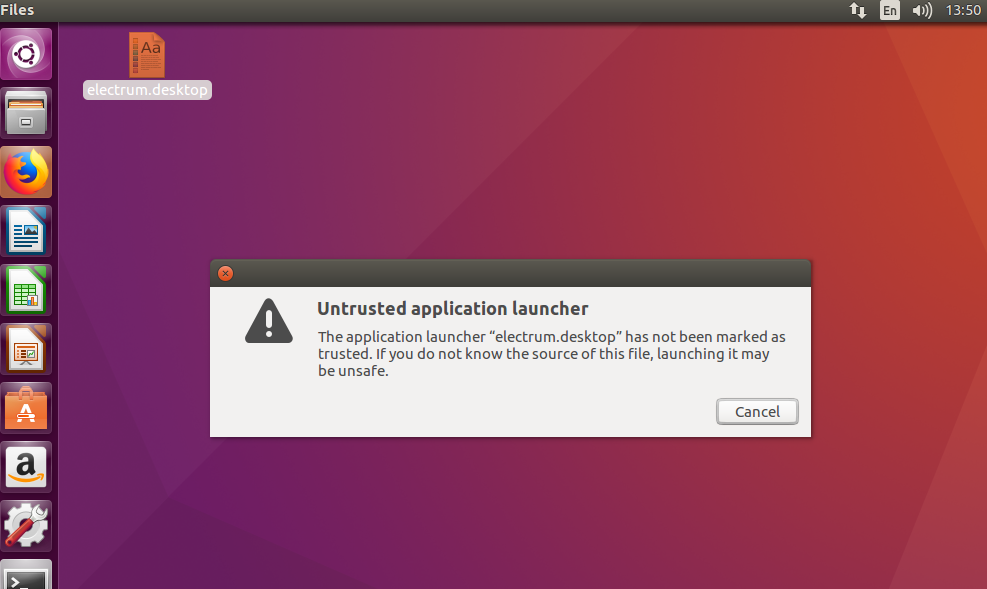 Files
En
13:50
Aa
electrum.desktop
Untrusted application launcher
The application launcher “electrum.desktop” has not been marked as
trusted. If you do not know the source of this file, launching it may
be unsafe.
Cancel
A
a
>_